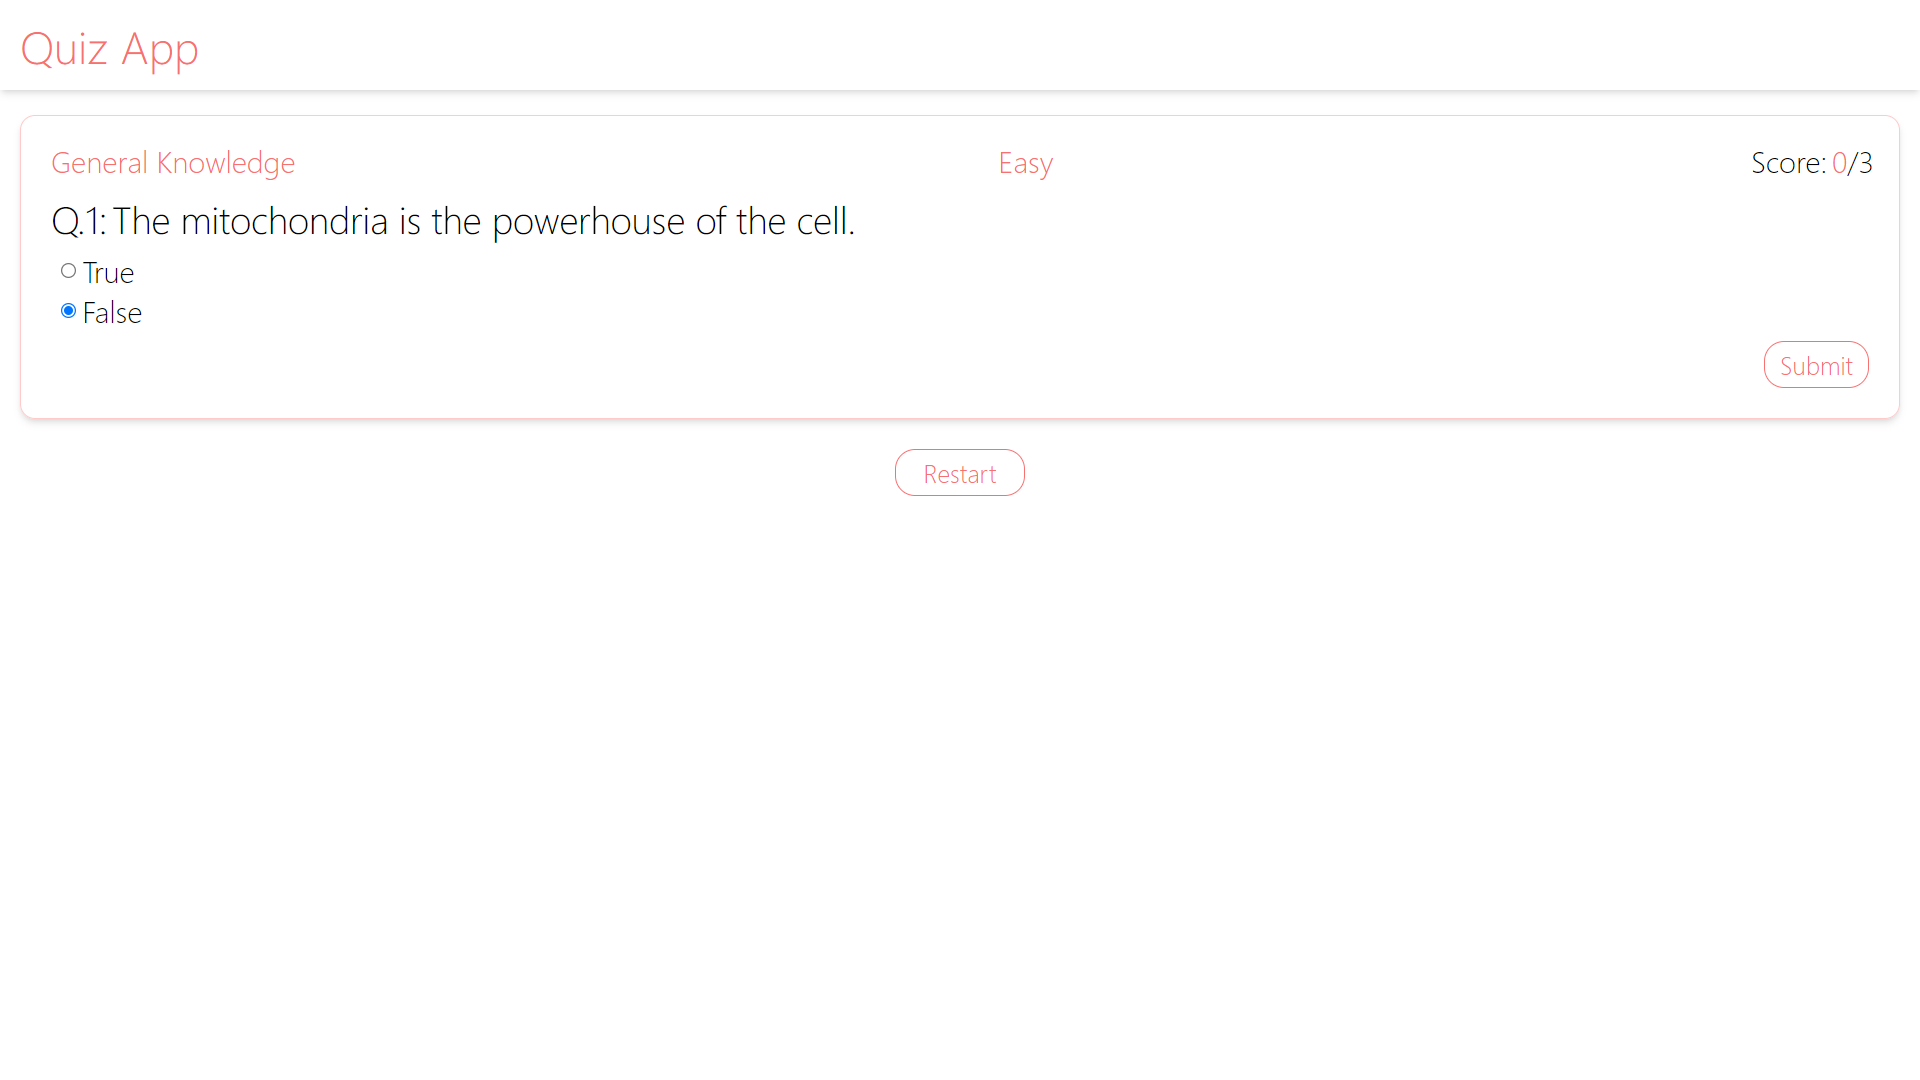 Quiz App
General Knowledge Easy Score: 0/3
Q.1: The mitochondria is the powerhouse of the cell.
True
False
Submit
Restart